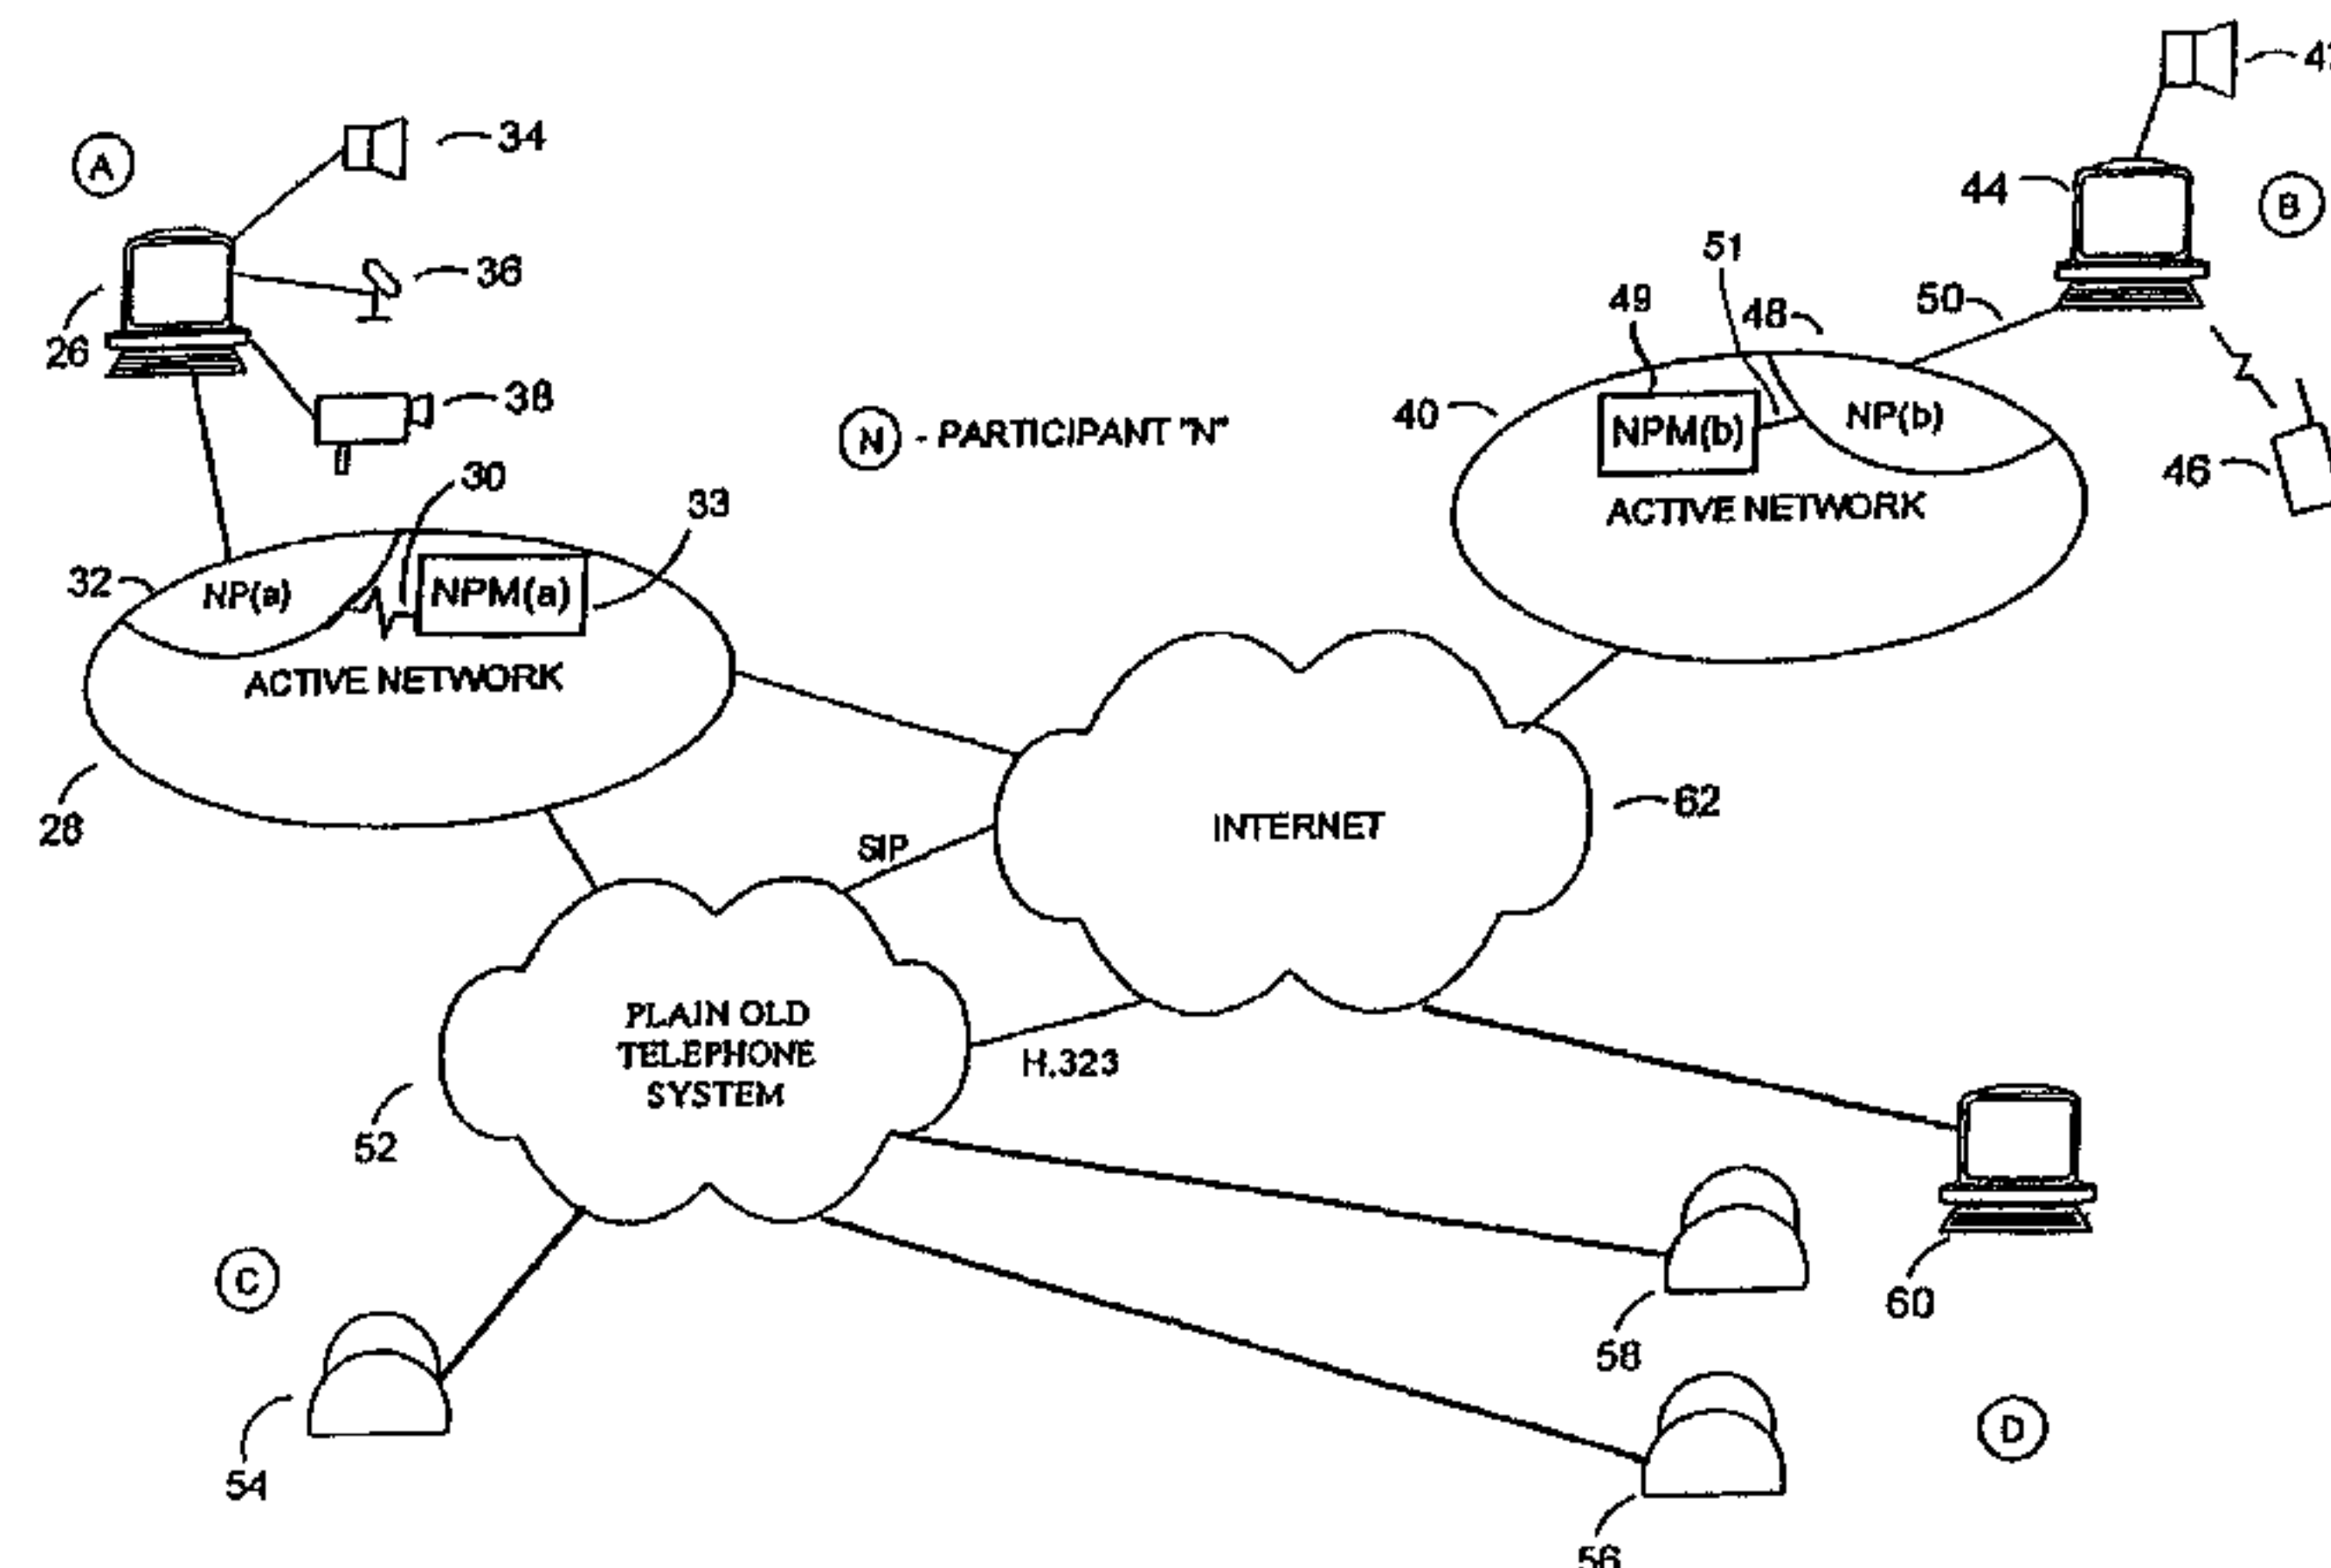 A
34
36
26
38
N - PARTICIPANT "N"
30
33
32
NP(a)
NPM(a)
ACTIVE NETWORK
28
44
B
51
50
49
48
40
NPM(b)
NP(b)
46
ACTIVE NETWORK
62
INTERNET
SIP
PLAIN OLD
TELEPHONE
SYSTEM
H.323
52
C
54
60
58
D
56